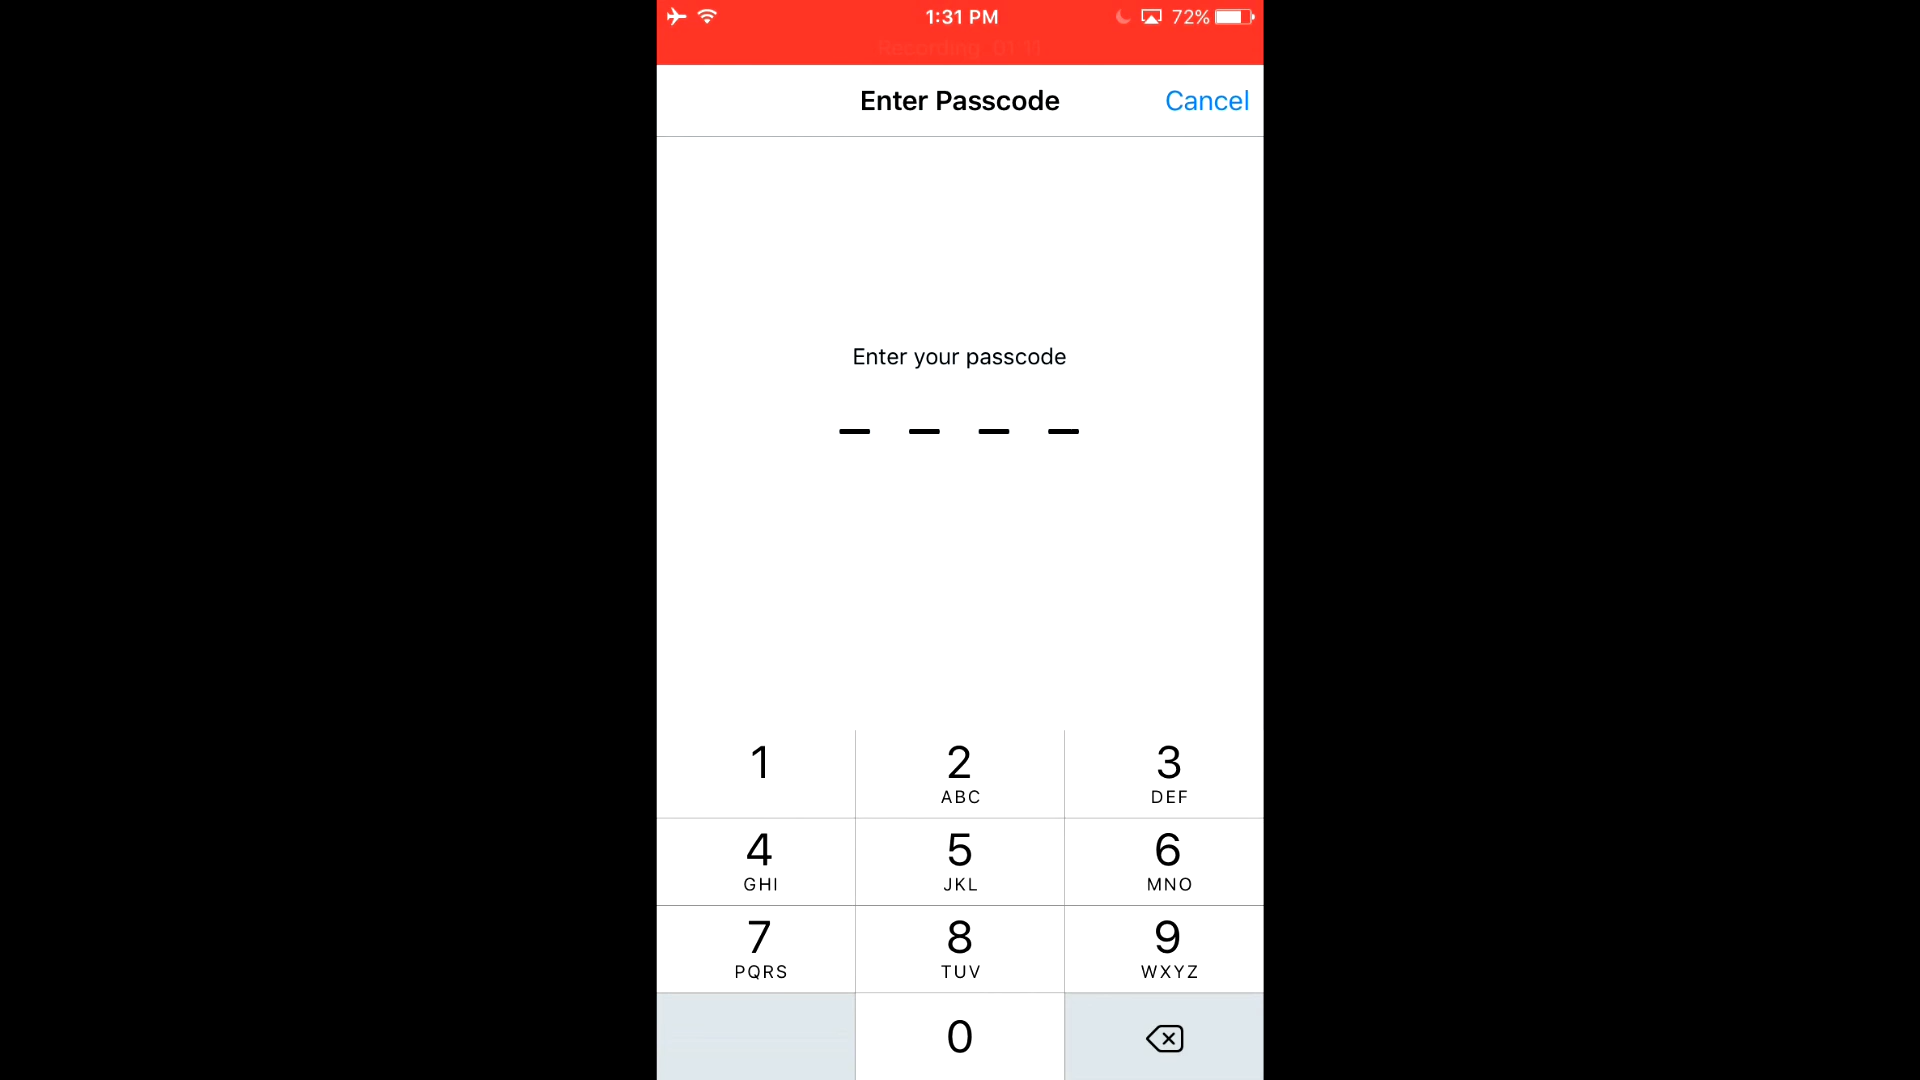 1:31 PM
72%
Enter Passcode
Cancel
Enter your passcode
1
2
3
ABC
DEF
4
5
6
GHI
JKL
MNO
7
8
9
PQRS
TUV
WXYZ
0